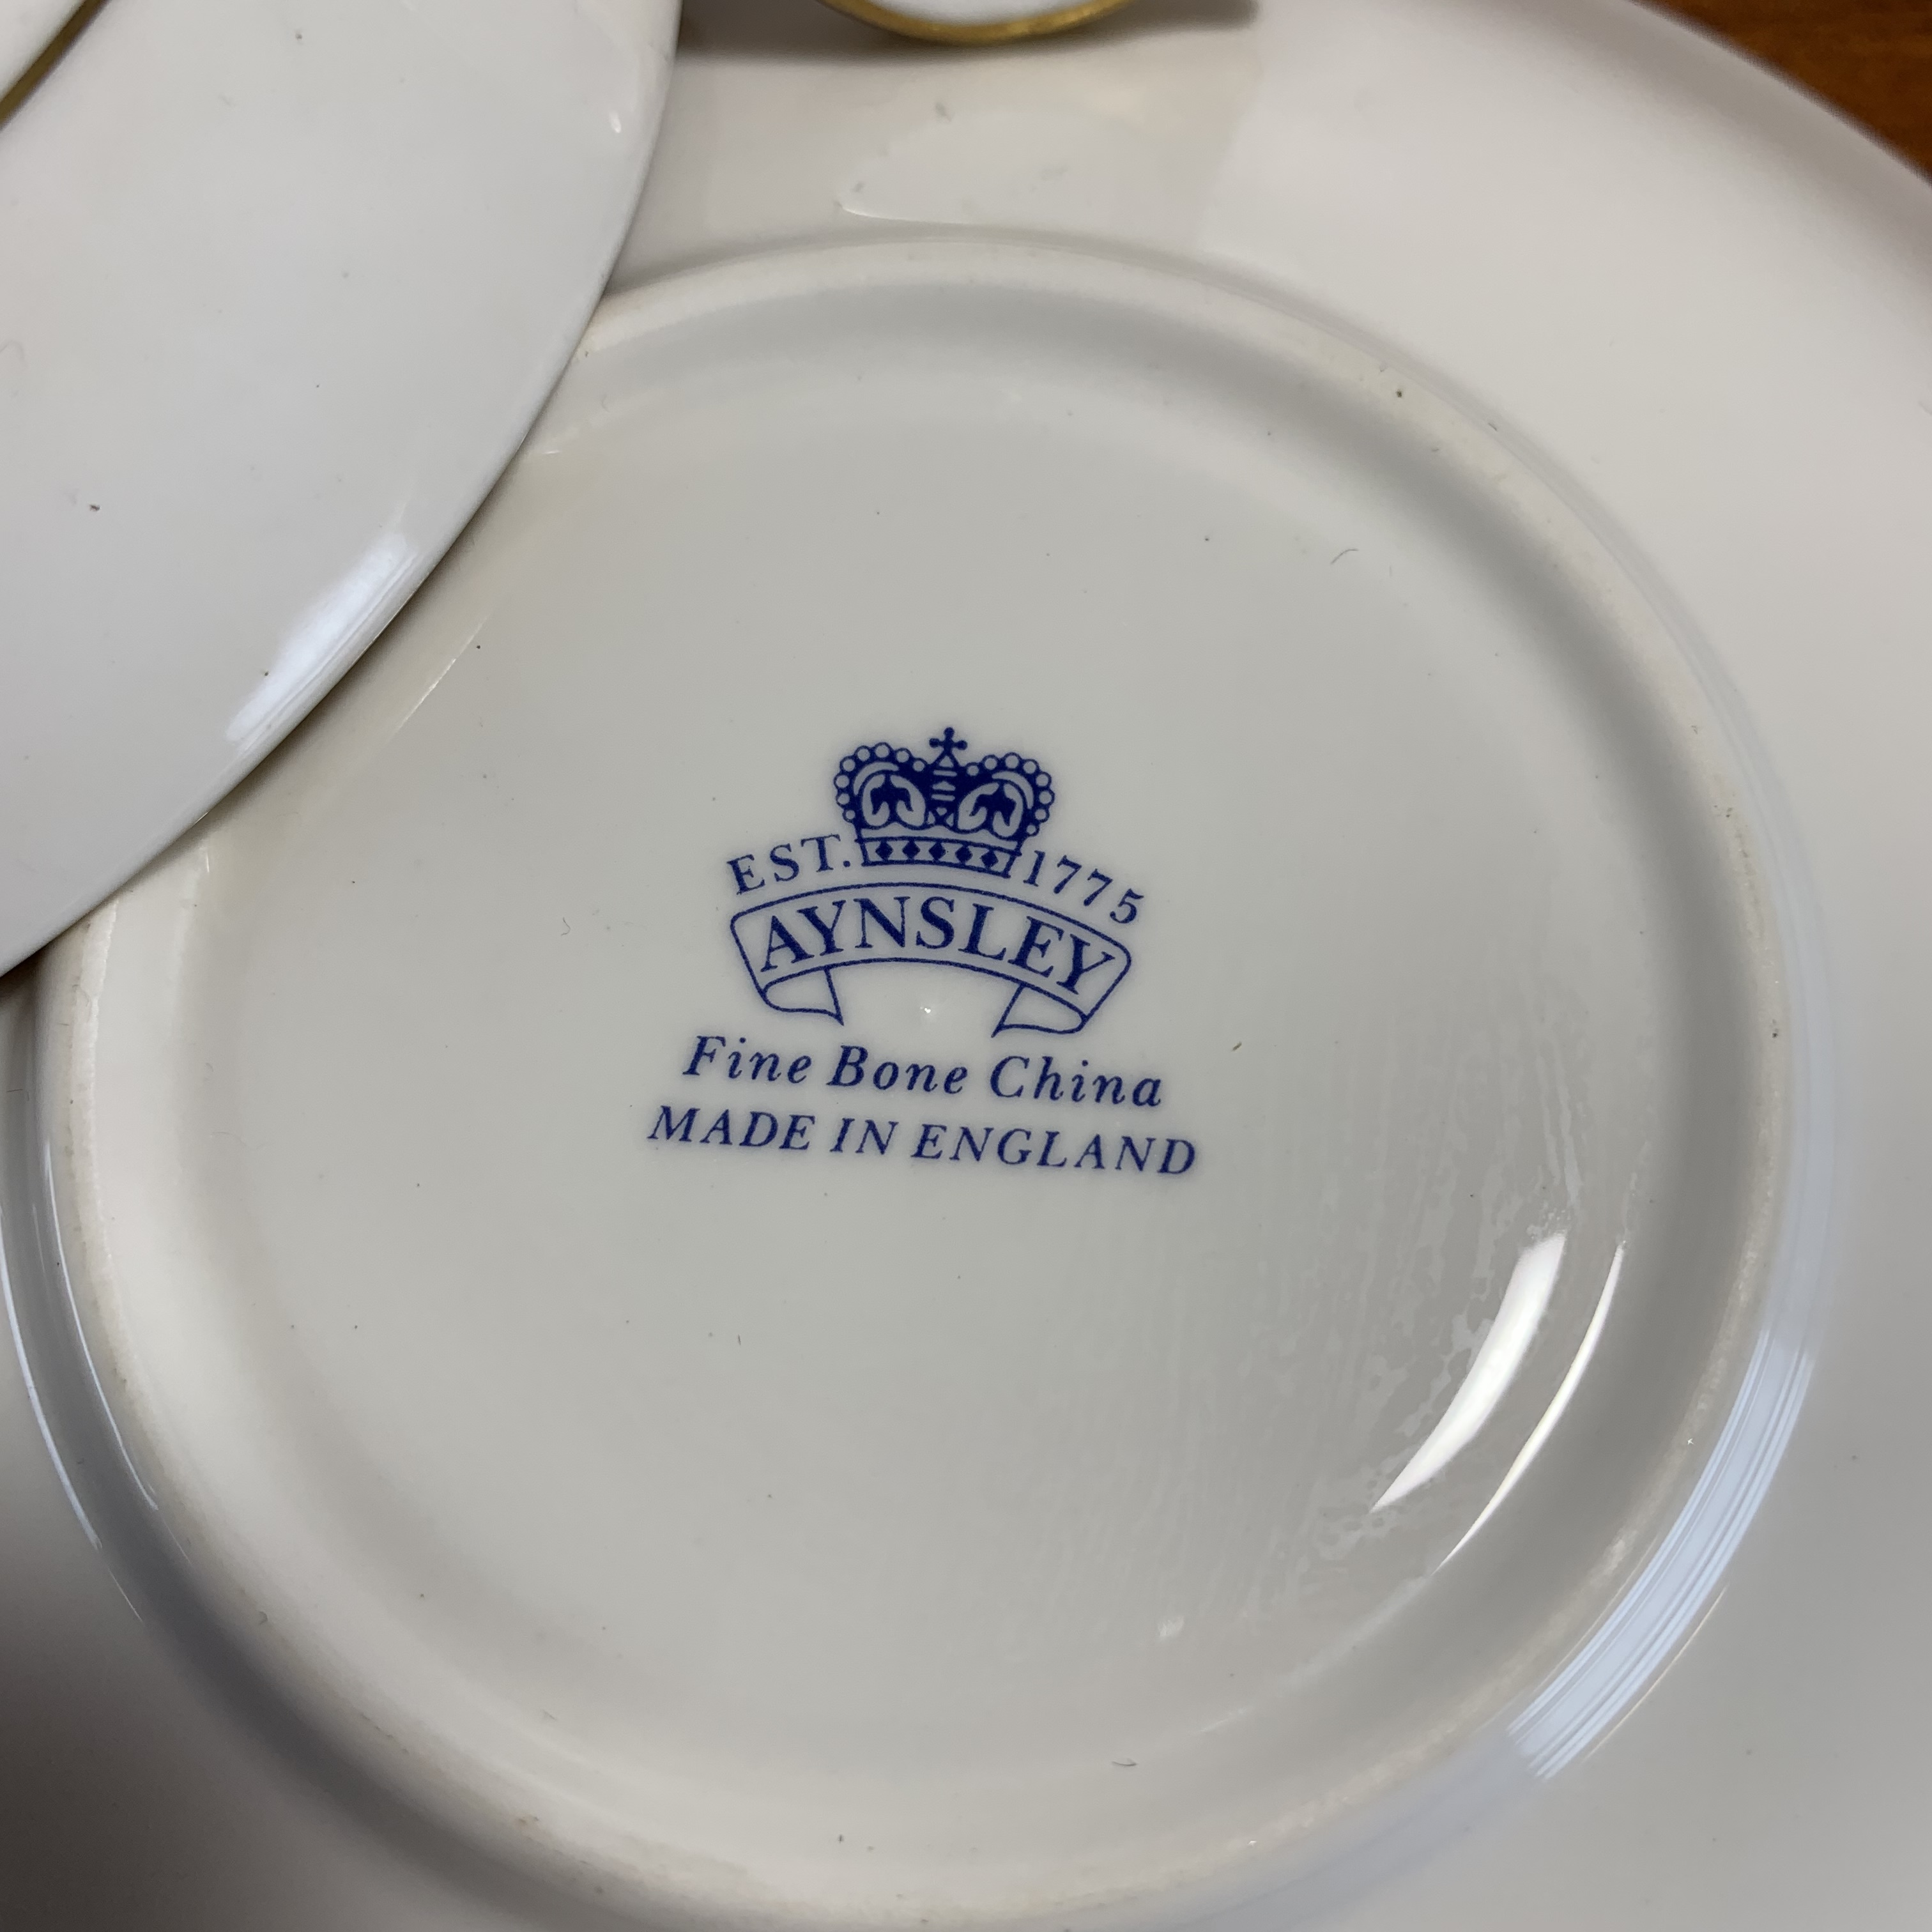 EST. 1775
AYNSLEY
Fine Bone China
MADE IN ENGLAND